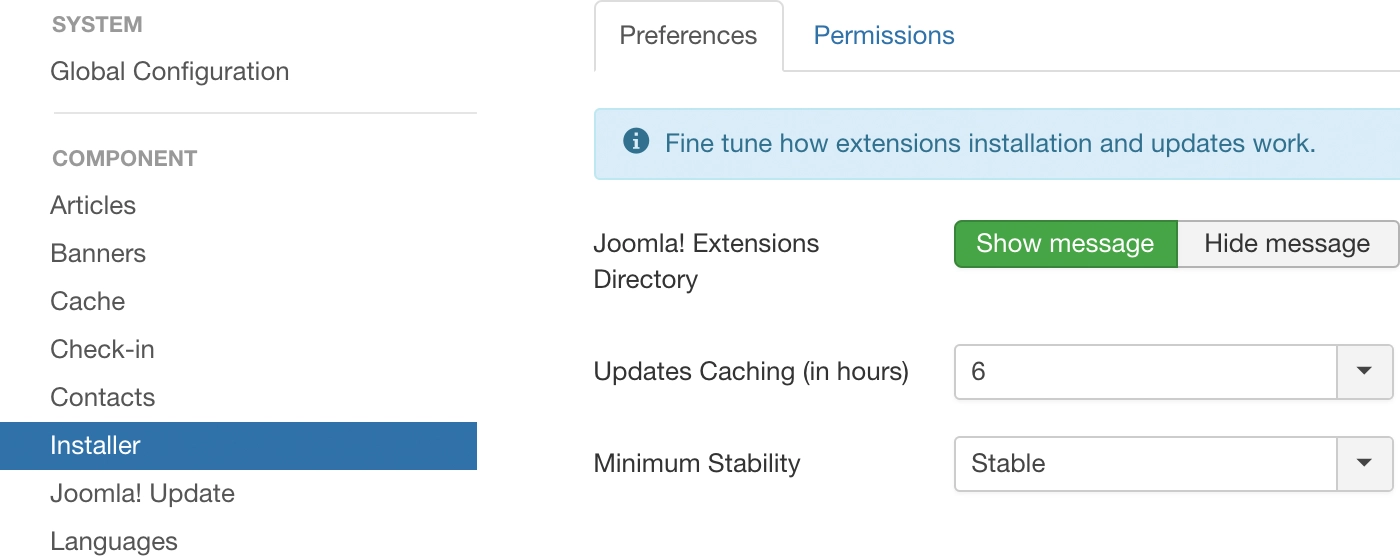 SYSTEM
Global Configuration
COMPONENT
Articles
Banners
Cache
Check-in
Contacts
Installer
Joomla! Update
Languages
Preferences Permissions
Fine tune how extensions installation and updates work.
Joomla! Extensions
Directory
Show message Hide message
Updates Caching (in hours) 6
Minimum Stability Stable